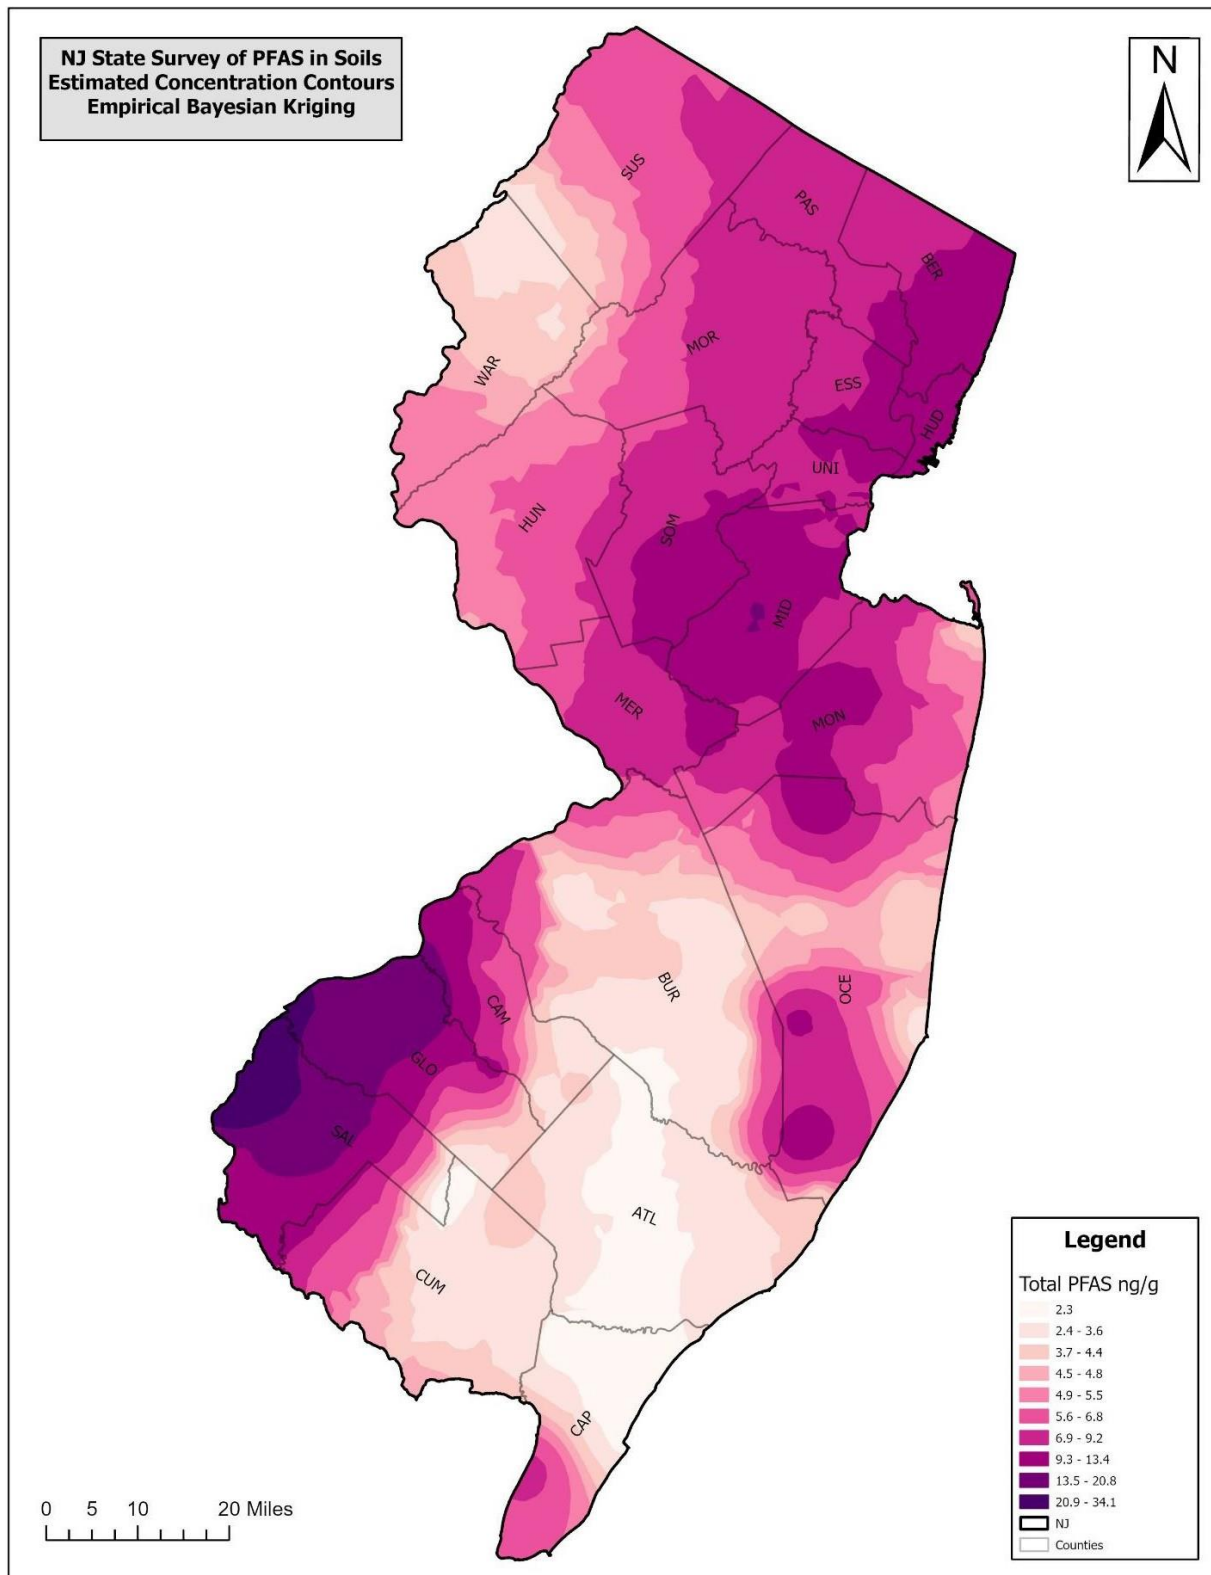 NJ State Survey of PFAS in Soils
Estimated Concentration Contours
Empirical Bayesian Kriging
N
SUS
PAS
BER
MOR
WAR
ESS
HUD
UNI
HUN
SOM
MID
MER
MON
BUR
OCE
CAM
GLO
SAL
ATL
CUM
CAP
Legend
Total PFAS ng/g
2.3
2.4 - 3.6
3.7 - 4.4
4.5 - 4.8
4.9 - 5.5
5.6 - 6.8
6.9 - 9.2
9.3 - 13.4
13.5 - 20.8
20.9 - 34.1
NJ
Counties
0 5 10 20 Miles